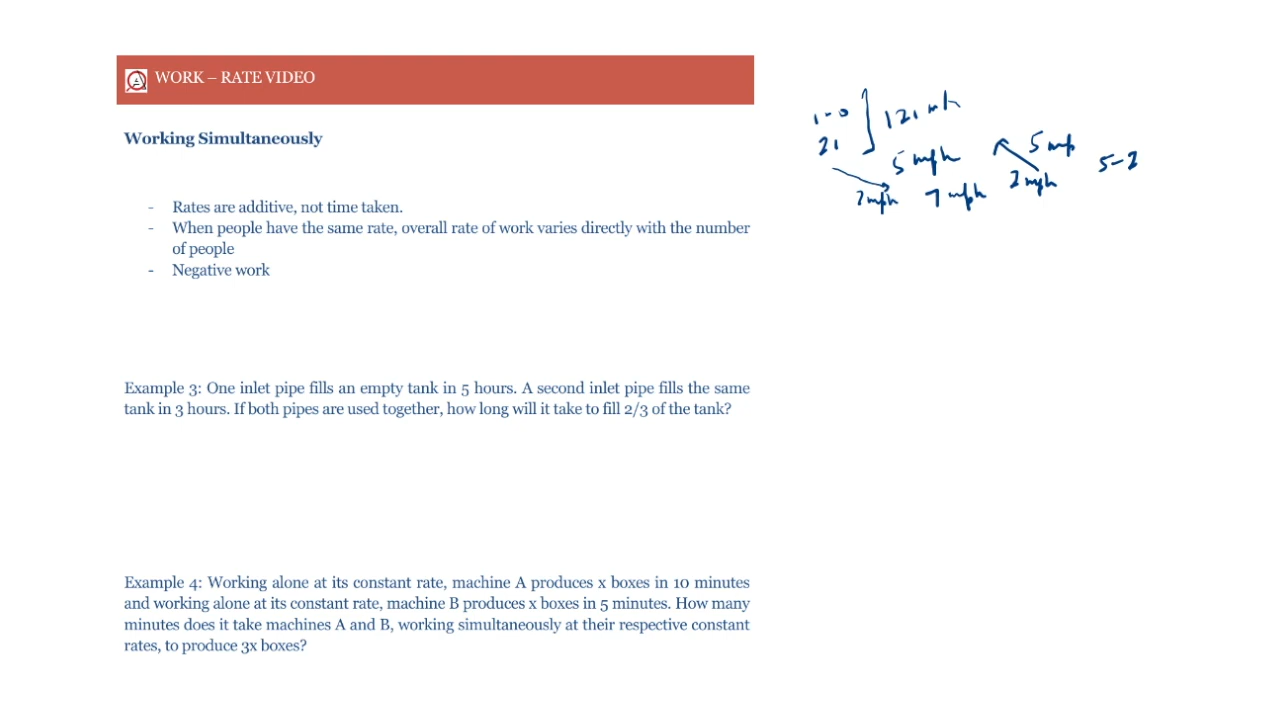 WORK – RATE VIDEO
Working Simultaneously
- Rates are additive, not time taken.
- When people have the same rate, overall rate of work varies directly with the number
of people
- Negative work
Example 3: One inlet pipe fills an empty tank in 5 hours. A second inlet pipe fills the same
tank in 3 hours. If both pipes are used together, how long will it take to fill 2/3 of the tank?
Example 4: Working alone at its constant rate, machine A produces x boxes in 10 minutes
and working alone at its constant rate, machine B produces x boxes in 5 minutes. How many
minutes does it take machines A and B, working simultaneously at their respective constant
rates, to produce 3x boxes?
21
5 mph
2 mph
7 mph
5 mp
2 mph
5-2